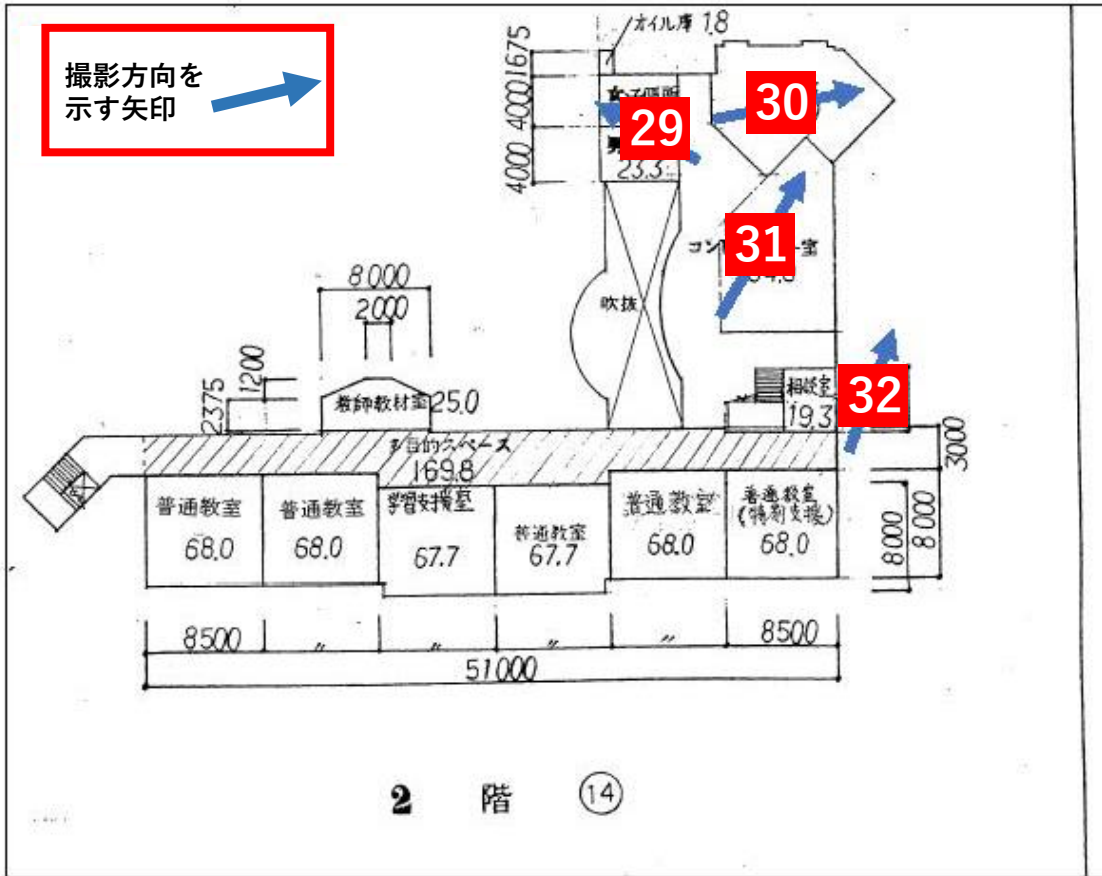 撮影方向を
示す矢印
オイル庫 1.8
1675
4000
4000
女子便所
29
23.3
30
31
コン
室
吹抜
8000
2000
1200
2375
教師教材室 25.0
相談室
19.3
32
3000
多目的スペース
169.8
普通教室
68.0
普通教室
68.0
学習支援室
67.7
普通教室
67.7
普通教室
68.0
普通教室
(特別支援)
68.0
8000
8000
8500
〃
〃
〃
〃
8500
51000
2 階 14